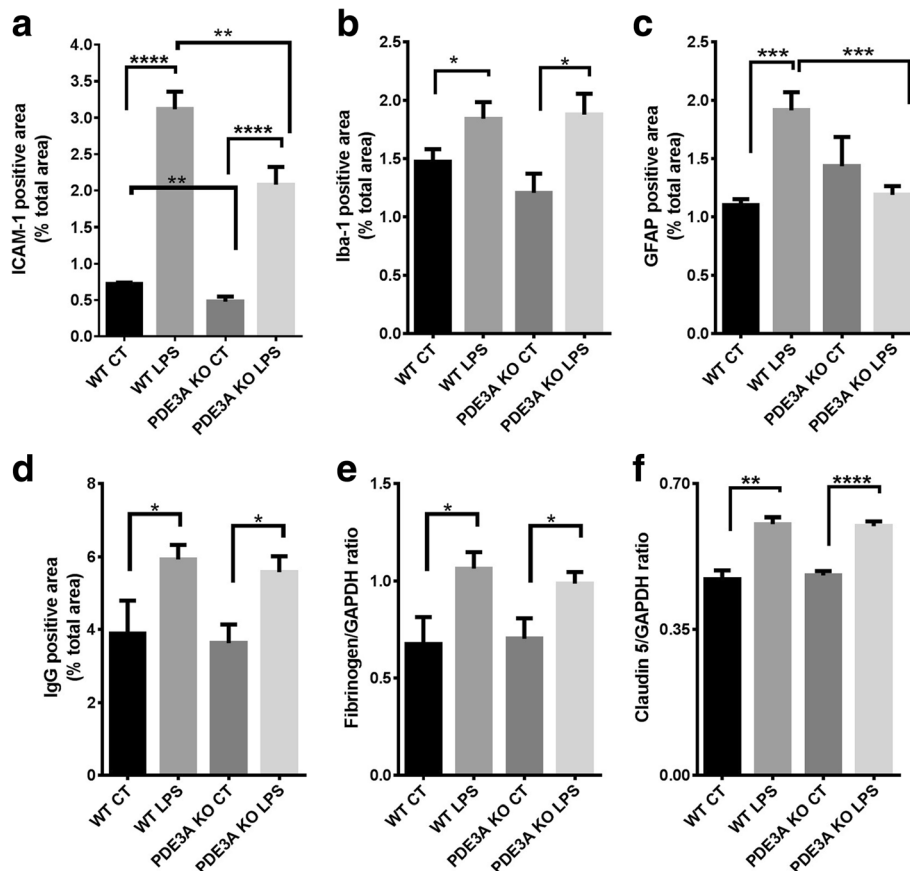 a
ICAM-1 positive area
(% total area)
4.0
3.5
3.0
2.5
2.0
1.5
1.0
0.5
0.0
****
**
****
**
WT CT
WT LPS
PDE3A KO CT
PDE3A KO LPS
b
Iba-1 positive area
(% total area)
2.5
2.0
1.5
1.0
0.5
0.0
*
*
WT CT
WT LPS
PDE3A KO CT
PDE3A KO LPS
c
GFAP positive area
(% total area)
2.5
2.0
1.5
1.0
0.5
0.0
***
***
WT CT
WT LPS
PDE3A KO CT
PDE3A KO LPS
d
IgG positive area
(% total area)
8
6
4
2
0
*
*
WT CT
WT LPS
PDE3A KO CT
PDE3A KO LPS
e
Fibrinogen/GAPDH ratio
1.5
1.0
0.5
0.0
*
*
WT CT
WT LPS
PDE3A KO CT
PDE3A KO LPS
f
Claudin 5/GAPDH ratio
0.70
0.35
0.00
**
****
WT CT
WT LPS
PDE3A KO CT
PDE3A KO LPS